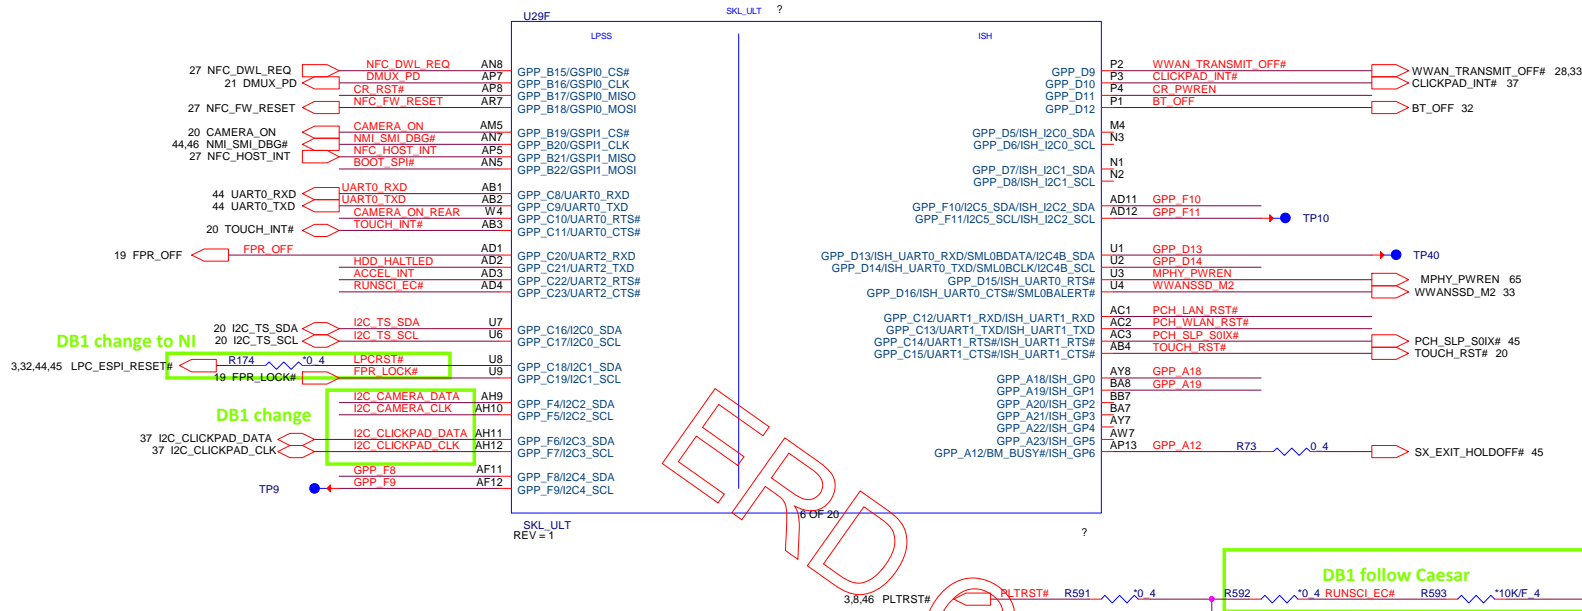 U29F
SKL_ULT ?
LPSS
ISH
27 NFC_DWL_REQ NFC_DWL_REQ AN8 GPP_B15/GSPI0_CS#
21 DMUX_PD DMUX_PD AP7 GPP_B16/GSPI0_CLK
CR_RST# AP8 GPP_B17/GSPI0_MISO
27 NFC_FW_RESET NFC_FW_RESET AR7 GPP_B18/GSPI0_MOSI
20 CAMERA_ON CAMERA_ON AM5 GPP_B19/GSPI1_CS#
44,46 NMI_SMI_DBG# NMI_SMI_DBG# AN7 GPP_B20/GSPI1_CLK
27 NFC_HOST_INT NFC_HOST_INT AP5 GPP_B21/GSPI1_MISO
BOOT_SPI# AN5 GPP_B22/GSPI1_MOSI
44 UART0_RXD UART0_RXD AB1 GPP_C8/UART0_RXD
44 UART0_TXD UART0_TXD AB2 GPP_C9/UART0_TXD
CAMERA_ON_REAR W4 GPP_C10/UART0_RTS#
20 TOUCH_INT# TOUCH_INT# AB3 GPP_C11/UART0_CTS#
19 FPR_OFF FPR_OFF AD1 GPP_C20/UART2_RXD
HDD_HALTLED AD2 GPP_C21/UART2_TXD
ACCEL_INT AD3 GPP_C22/UART2_RTS#
RUNSCI_EC# AD4 GPP_C23/UART2_CTS#
20 I2C_TS_SDA I2C_TS_SDA U7 GPP_C16/I2C0_SDA
20 I2C_TS_SCL I2C_TS_SCL U6 GPP_C17/I2C0_SCL
DB1 change to NI
3,32,44,45 LPC_ESPI_RESET# R174 *0_4 LPCRST# U8 GPP_C18/I2C1_SDA
19 FPR_LOCK# FPR_LOCK# U9 GPP_C19/I2C1_SCL
DB1 change
I2C_CAMERA_DATA AH9 GPP_F4/I2C2_SDA
I2C_CAMERA_CLK AH10 GPP_F5/I2C2_SCL
37 I2C_CLICKPAD_DATA I2C_CLICKPAD_DATA AH11 GPP_F6/I2C3_SDA
37 I2C_CLICKPAD_CLK I2C_CLICKPAD_CLK AH12 GPP_F7/I2C3_SCL
GPP_F8 AF11 GPP_F8/I2C4_SDA
TP9 GPP_F9 AF12 GPP_F9/I2C4_SCL
GPP_D9 P2 WWAN_TRANSMIT_OFF# WWAN_TRANSMIT_OFF# 28,33
GPP_D10 P3 CLICKPAD_INT# CLICKPAD_INT# 37
GPP_D11 P4 CR_PWREN
GPP_D12 P1 BT_OFF BT_OFF 32
GPP_D5/ISH_I2C0_SDA M4
GPP_D6/ISH_I2C0_SCL N3
GPP_D7/ISH_I2C1_SDA N1
GPP_D8/ISH_I2C1_SCL N2
GPP_F10/I2C5_SDA/ISH_I2C2_SDA AD11 GPP_F10
GPP_F11/I2C5_SCL/ISH_I2C2_SCL AD12 GPP_F11 TP10
GPP_D13/ISH_UART0_RXD/SML0BDATA/I2C4B_SDA U1 GPP_D13 TP40
GPP_D14/ISH_UART0_TXD/SML0BCLK/I2C4B_SCL U2 GPP_D14
GPP_D15/ISH_UART0_RTS# U3 MPHY_PWREN MPHY_PWREN 65
GPP_D16/ISH_UART0_CTS#/SML0BALERT# U4 WWANSSD_M2 WWANSSD_M2 33
GPP_C12/UART1_RXD/ISH_UART1_RXD AC1 PCH_LAN_RST#
GPP_C13/UART1_TXD/ISH_UART1_TXD AC2 PCH_WLAN_RST#
GPP_C14/UART1_RTS#/ISH_UART1_RTS# AC3 PCH_SLP_S0IX# PCH_SLP_S0IX# 45
GPP_C15/UART1_CTS#/ISH_UART1_CTS# AB4 TOUCH_RST# TOUCH_RST# 20
GPP_A18/ISH_GP0 AY8 GPP_A18
GPP_A19/ISH_GP1 BA8 GPP_A19
GPP_A20/ISH_GP2 BB7
GPP_A21/ISH_GP3 BA7
GPP_A22/ISH_GP4 AY7
GPP_A23/ISH_GP5 AW7
GPP_A12/BM_BUSY#/ISH_GP6 AP13 GPP_A12 R73 0_4 SX_EXIT_HOLDOFF# 45
6 OF 20
SKL_ULT
REV = 1
?
ERD
DB1 follow Caesar
3,8,46 PLTRST# PLTRST# R591 *0_4 R592 *0_4 RUNSCI_EC# R593 *10K/F_4